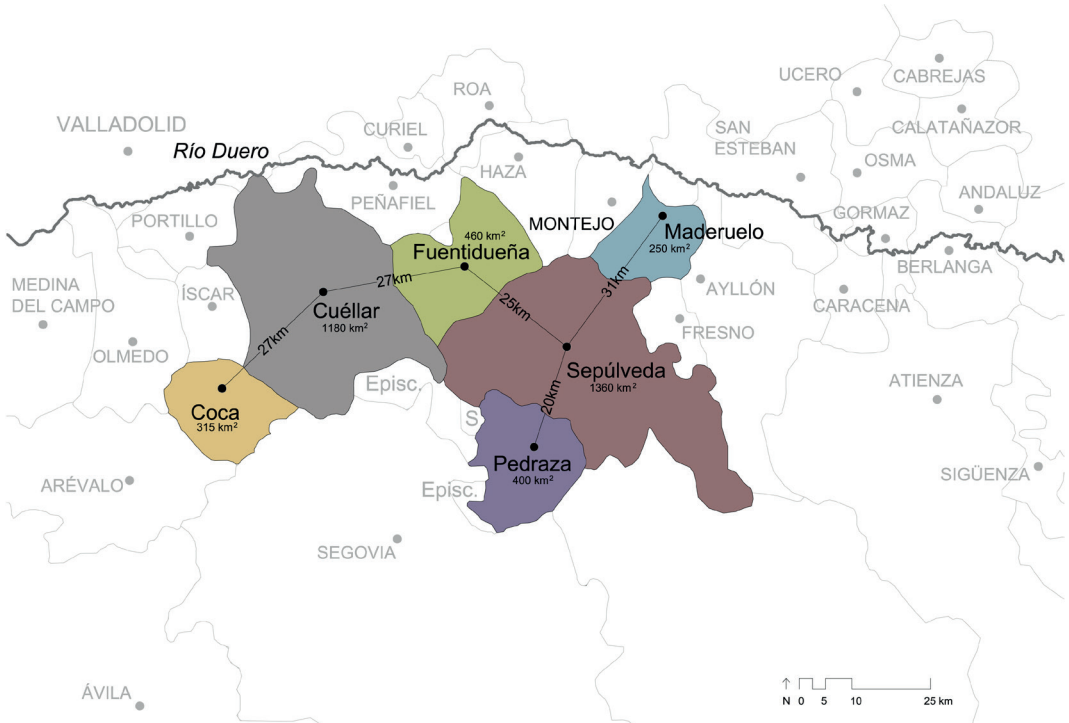 ROA
UCERO
CABREJAS
VALLADOLID
CURIEL
SAN
ESTEBAN
CALATAÑAZOR
Río Duero
HAZA
OSMA
PEÑAFIEL
ANDALUZ
PORTILLO
MONTEJO
GORMAZ
460 km²
Fuentidueña
Maderuelo
250 km²
BERLANGA
27km
MEDINA
DEL CAMPO
ÍSCAR
31km
AYLLÓN
CARACENA
Cuéllar
1180 km²
25km
FRESNO
27km
OLMEDO
Episc.
Sepúlveda
1360 km²
ATIENZA
20km
Coca
315 km²
S
Pedraza
400 km²
SIGÜENZA
ARÉVALO
Episc.
SEGOVIA
ÁVILA
N 0 5 10 25 km